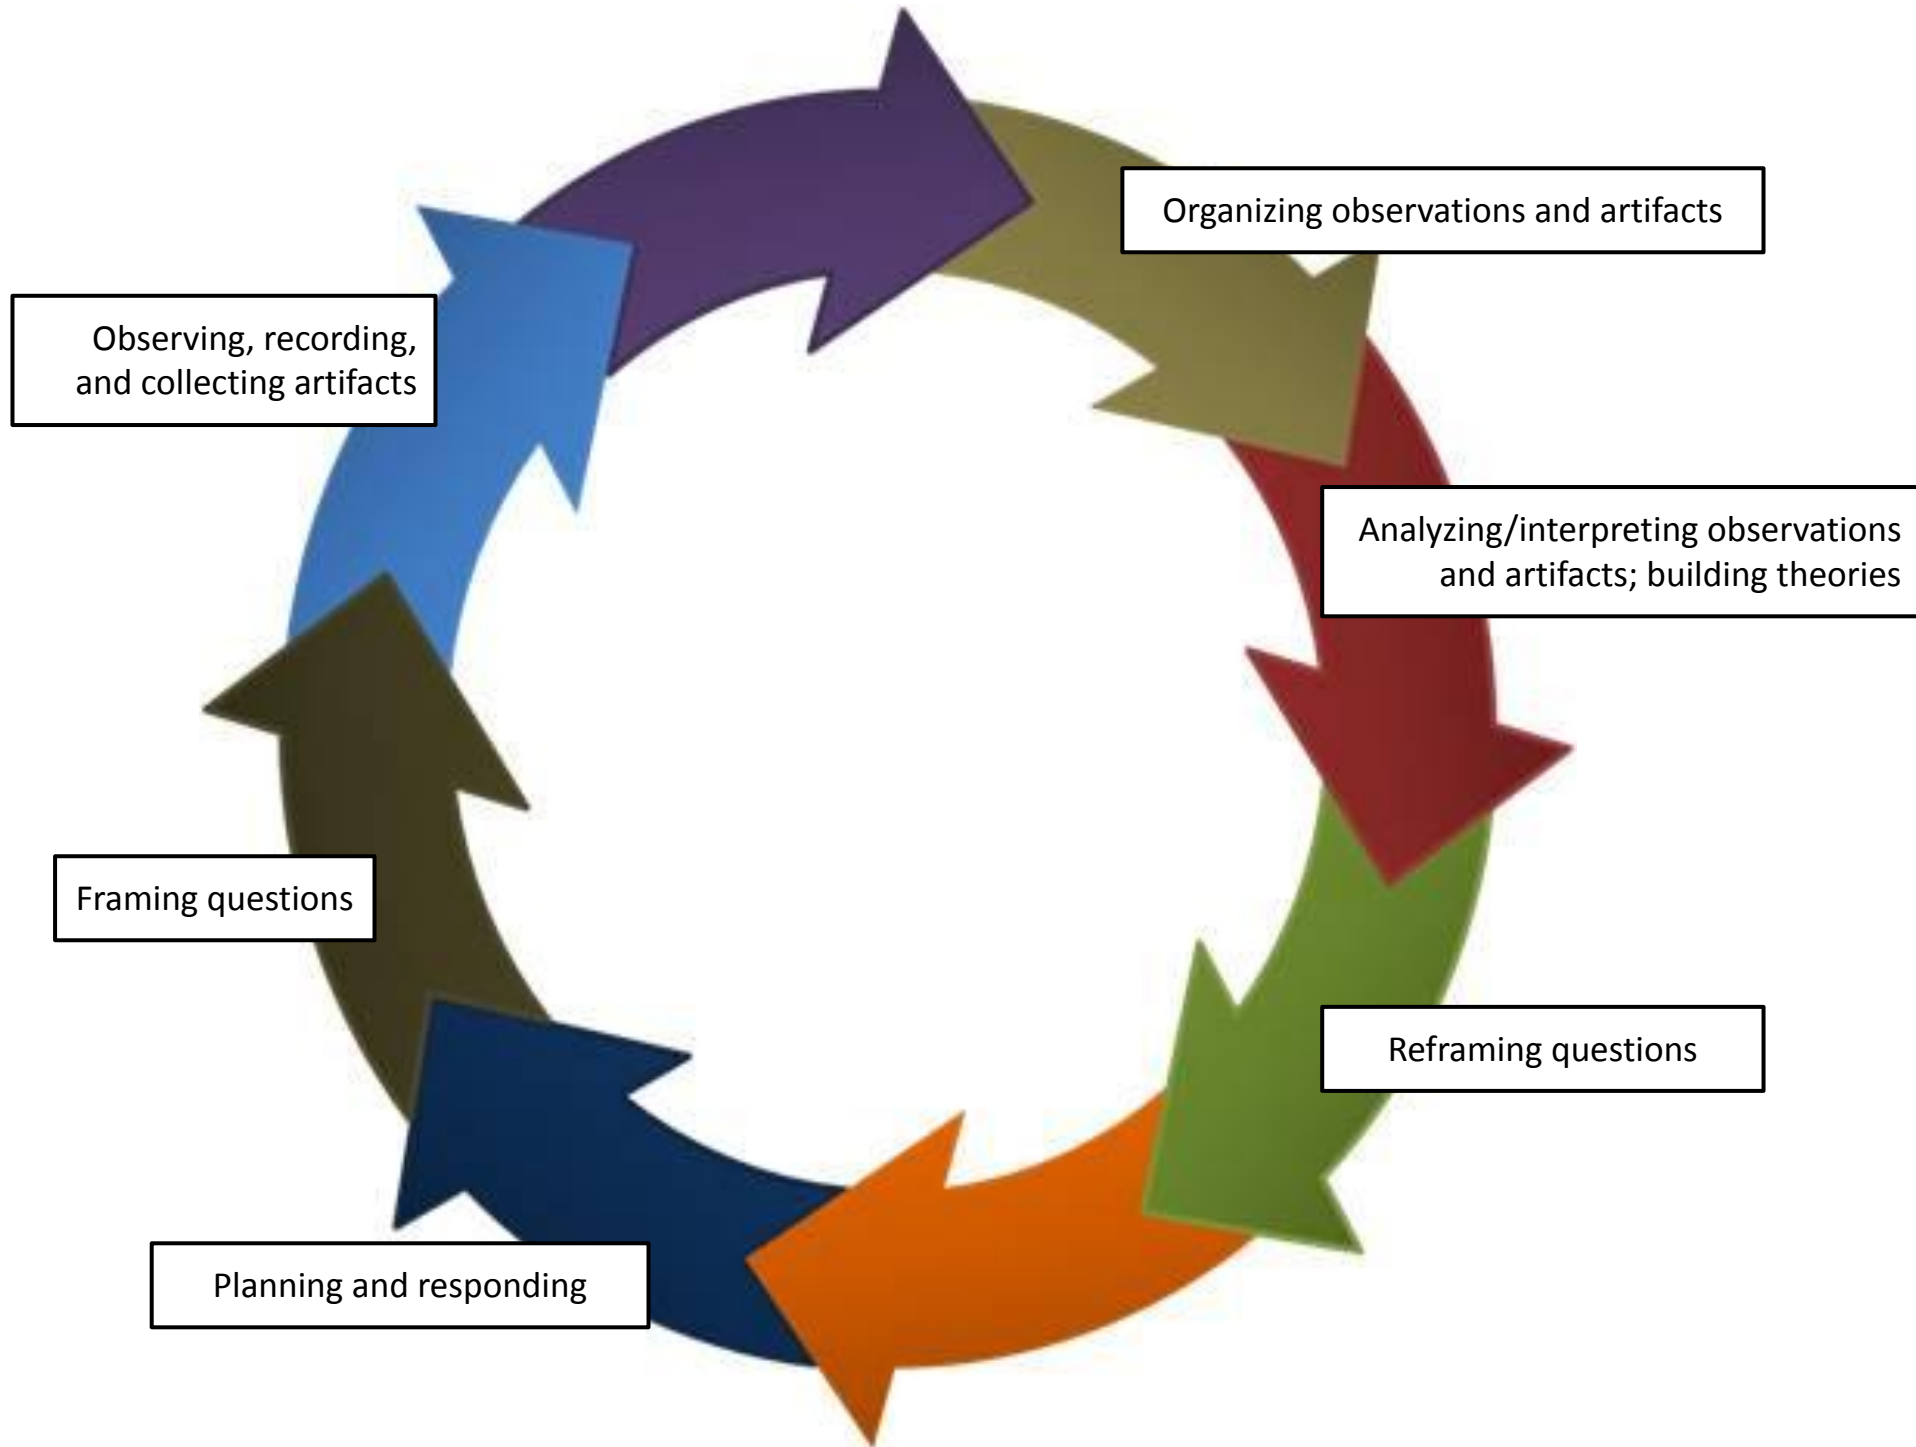 Organizing observations and artifacts
Observing, recording,
and collecting artifacts
Analyzing/interpreting observations
and artifacts; building theories
Framing questions
Reframing questions
Planning and responding